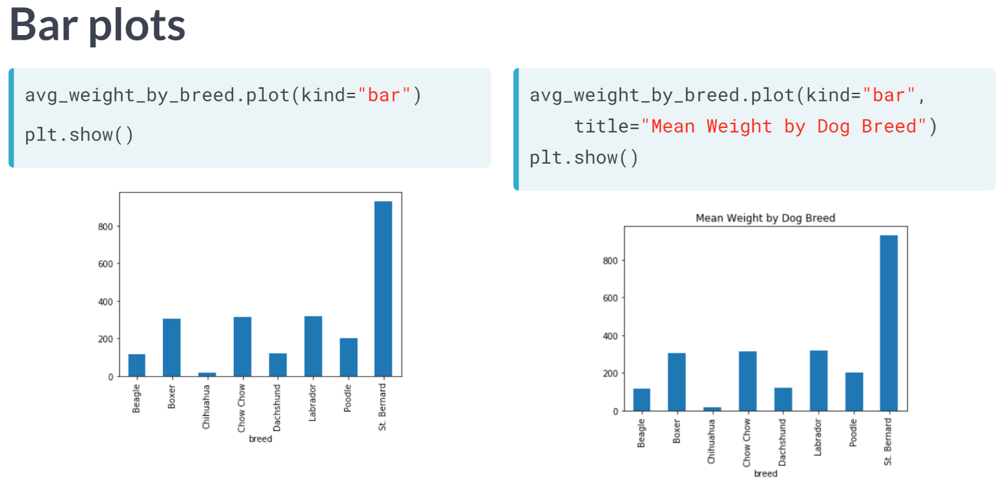 Bar plots
avg_weight_by_breed.plot(kind="bar")
plt.show()
800
600
400
200
0
Beagle
Boxer
Chihuahua
Chow Chow
Dachshund
Labrador
Poodle
St. Bernard
breed
avg_weight_by_breed.plot(kind="bar",
    title="Mean Weight by Dog Breed")
plt.show()
Mean Weight by Dog Breed
800
600
400
200
0
Beagle
Boxer
Chihuahua
Chow Chow
Dachshund
Labrador
Poodle
St. Bernard
breed